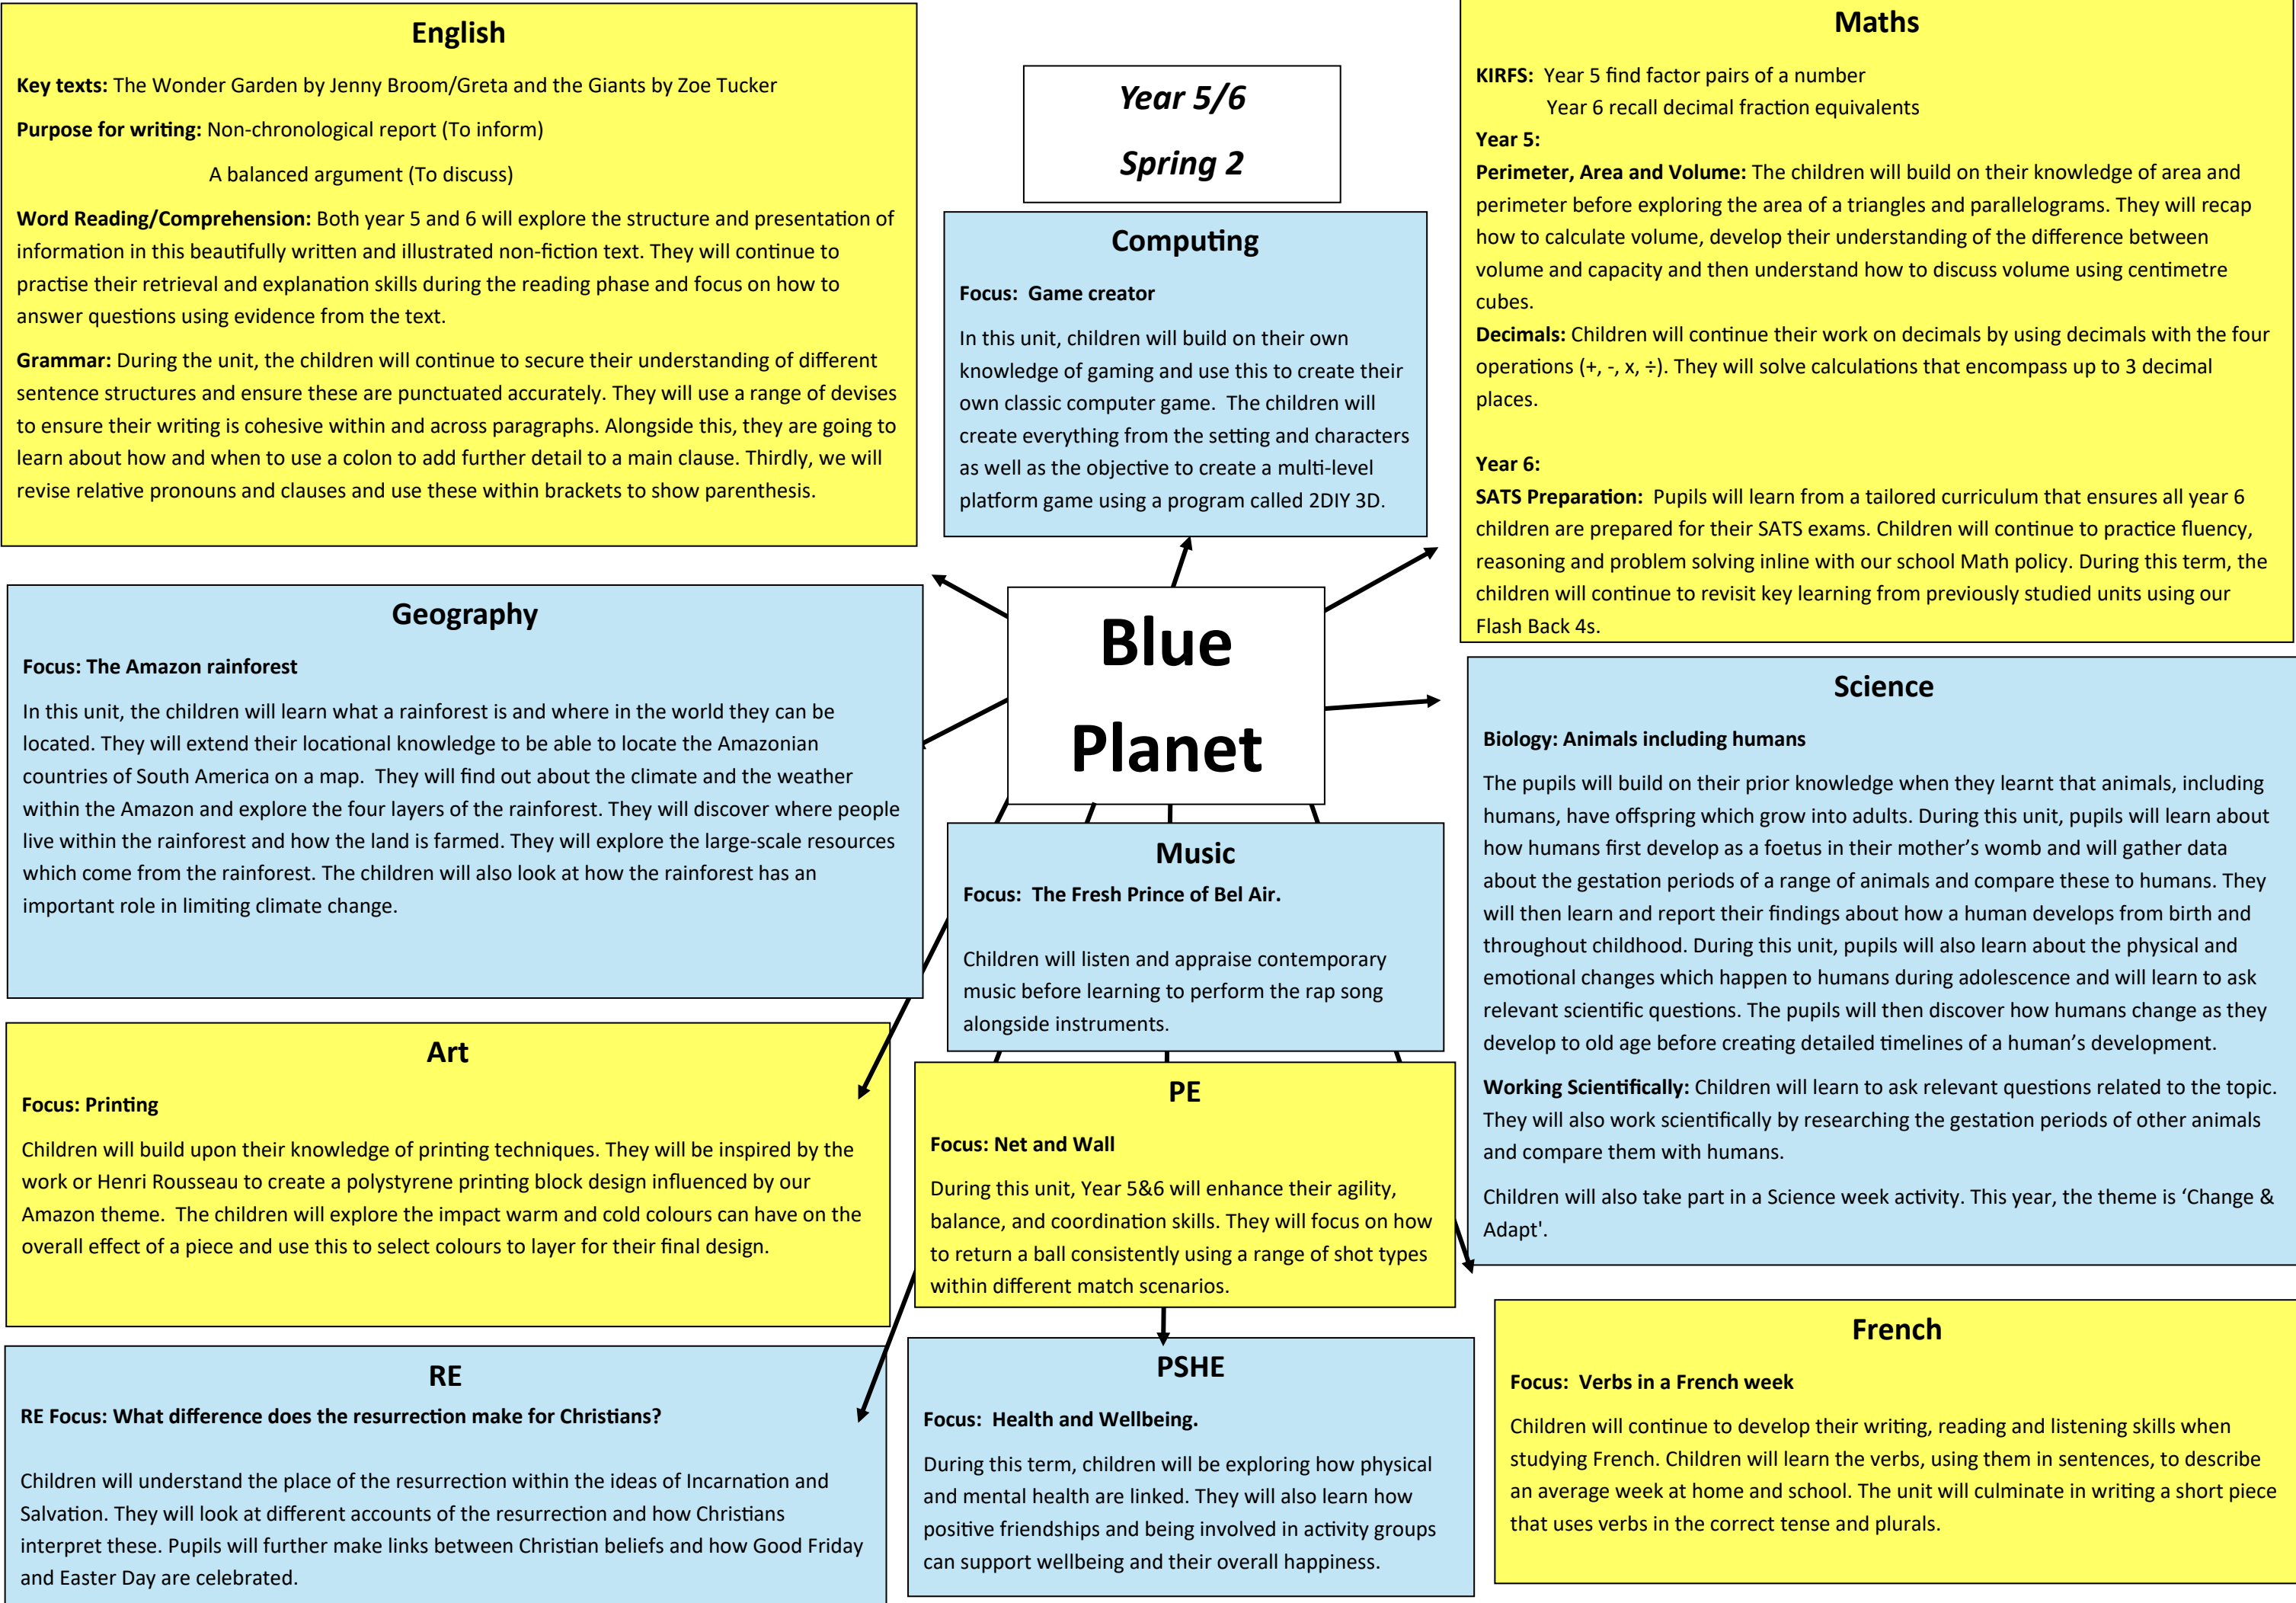 English
Key texts: The Wonder Garden by Jenny Broom/Greta and the Giants by Zoe Tucker
Purpose for writing: Non-chronological report (To inform)
A balanced argument (To discuss)
Word Reading/Comprehension: Both year 5 and 6 will explore the structure and presentation of
information in this beautifully written and illustrated non-fiction text. They will continue to
practise their retrieval and explanation skills during the reading phase and focus on how to
answer questions using evidence from the text.
Grammar: During the unit, the children will continue to secure their understanding of different
sentence structures and ensure these are punctuated accurately. They will use a range of devises
to ensure their writing is cohesive within and across paragraphs. Alongside this, they are going to
learn about how and when to use a colon to add further detail to a main clause. Thirdly, we will
revise relative pronouns and clauses and use these within brackets to show parenthesis.
Year 5/6
Spring 2
Computing
Focus:  Game creator
In this unit, children will build on their own
knowledge of gaming and use this to create their
own classic computer game.  The children will
create everything from the setting and characters
as well as the objective to create a multi-level
platform game using a program called 2DIY 3D.
Maths
KIRFS:  Year 5 find factor pairs of a number
Year 6 recall decimal fraction equivalents
Year 5:
Perimeter, Area and Volume: The children will build on their knowledge of area and
perimeter before exploring the area of a triangles and parallelograms. They will recap
how to calculate volume, develop their understanding of the difference between
volume and capacity and then understand how to discuss volume using centimetre
cubes.
Decimals: Children will continue their work on decimals by using decimals with the four
operations (+, -, x, ÷). They will solve calculations that encompass up to 3 decimal
places.
Year 6:
SATS Preparation:  Pupils will learn from a tailored curriculum that ensures all year 6
children are prepared for their SATS exams. Children will continue to practice fluency,
reasoning and problem solving inline with our school Math policy. During this term, the
children will continue to revisit key learning from previously studied units using our
Flash Back 4s.
Geography
Focus: The Amazon rainforest
In this unit, the children will learn what a rainforest is and where in the world they can be
located. They will extend their locational knowledge to be able to locate the Amazonian
countries of South America on a map.  They will find out about the climate and the weather
within the Amazon and explore the four layers of the rainforest. They will discover where people
live within the rainforest and how the land is farmed. They will explore the large-scale resources
which come from the rainforest. The children will also look at how the rainforest has an
important role in limiting climate change.
Blue
Planet
Music
Focus:  The Fresh Prince of Bel Air.
Children will listen and appraise contemporary
music before learning to perform the rap song
alongside instruments.
Science
Biology: Animals including humans
The pupils will build on their prior knowledge when they learnt that animals, including
humans, have offspring which grow into adults. During this unit, pupils will learn about
how humans first develop as a foetus in their mother’s womb and will gather data
about the gestation periods of a range of animals and compare these to humans. They
will then learn and report their findings about how a human develops from birth and
throughout childhood. During this unit, pupils will also learn about the physical and
emotional changes which happen to humans during adolescence and will learn to ask
relevant scientific questions. The pupils will then discover how humans change as they
develop to old age before creating detailed timelines of a human’s development.
Working Scientifically: Children will learn to ask relevant questions related to the topic.
They will also work scientifically by researching the gestation periods of other animals
and compare them with humans.
Children will also take part in a Science week activity. This year, the theme is ‘Change &
Adapt'.
Art
Focus: Printing
Children will build upon their knowledge of printing techniques. They will be inspired by the
work or Henri Rousseau to create a polystyrene printing block design influenced by our
Amazon theme.  The children will explore the impact warm and cold colours can have on the
overall effect of a piece and use this to select colours to layer for their final design.
PE
Focus: Net and Wall
During this unit, Year 5&6 will enhance their agility,
balance, and coordination skills. They will focus on how
to return a ball consistently using a range of shot types
within different match scenarios.
RE
RE Focus: What difference does the resurrection make for Christians?
Children will understand the place of the resurrection within the ideas of Incarnation and
Salvation. They will look at different accounts of the resurrection and how Christians
interpret these. Pupils will further make links between Christian beliefs and how Good Friday
and Easter Day are celebrated.
PSHE
Focus:  Health and Wellbeing.
During this term, children will be exploring how physical
and mental health are linked. They will also learn how
positive friendships and being involved in activity groups
can support wellbeing and their overall happiness.
French
Focus:  Verbs in a French week
Children will continue to develop their writing, reading and listening skills when
studying French. Children will learn the verbs, using them in sentences, to describe
an average week at home and school. The unit will culminate in writing a short piece
that uses verbs in the correct tense and plurals.